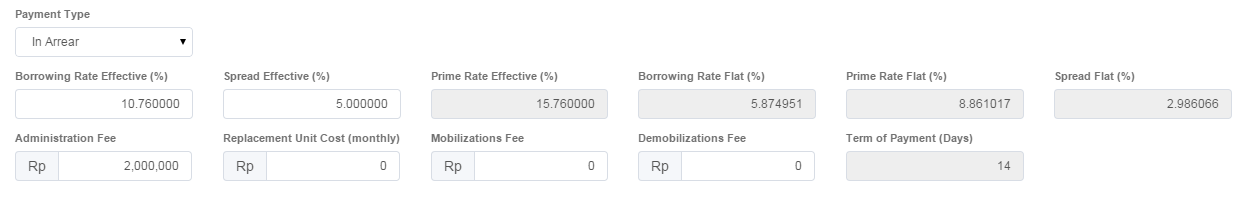 Payment Type
In Arrear
Borrowing Rate Effective (%) Spread Effective (%) Prime Rate Effective (%) Borrowing Rate Flat (%) Prime Rate Flat (%) Spread Flat (%)
10.760000 5.000000 15.760000 5.874951 8.861017 2.986066
Administration Fee Replacement Unit Cost (monthly) Mobilizations Fee Demobilizations Fee Term of Payment (Days)
Rp 2,000,000 Rp 0 Rp 0 Rp 0 14